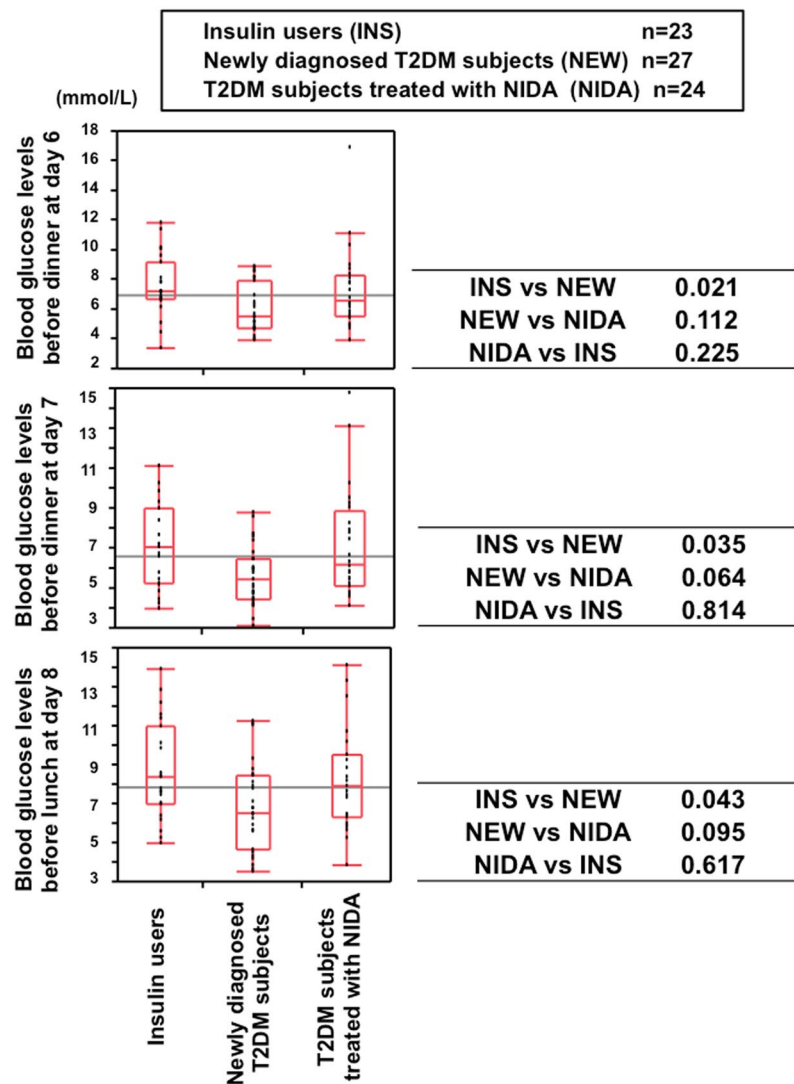 Insulin users (INS) n=23
Newly diagnosed T2DM subjects (NEW) n=27
T2DM subjects treated with NIDA (NIDA) n=24
(mmol/L)
Blood glucose levels
before dinner at day 6
18
16
14
12
10
8
6
4
2
INS vs NEW 0.021
NEW vs NIDA 0.112
NIDA vs INS 0.225
Blood glucose levels
before dinner at day 7
15
13
11
9
7
5
3
INS vs NEW 0.035
NEW vs NIDA 0.064
NIDA vs INS 0.814
Blood glucose levels
before lunch at day 8
15
13
11
9
7
5
3
INS vs NEW 0.043
NEW vs NIDA 0.095
NIDA vs INS 0.617
Insulin users
Newly diagnosed
T2DM subjects
T2DM subjects
treated with NIDA